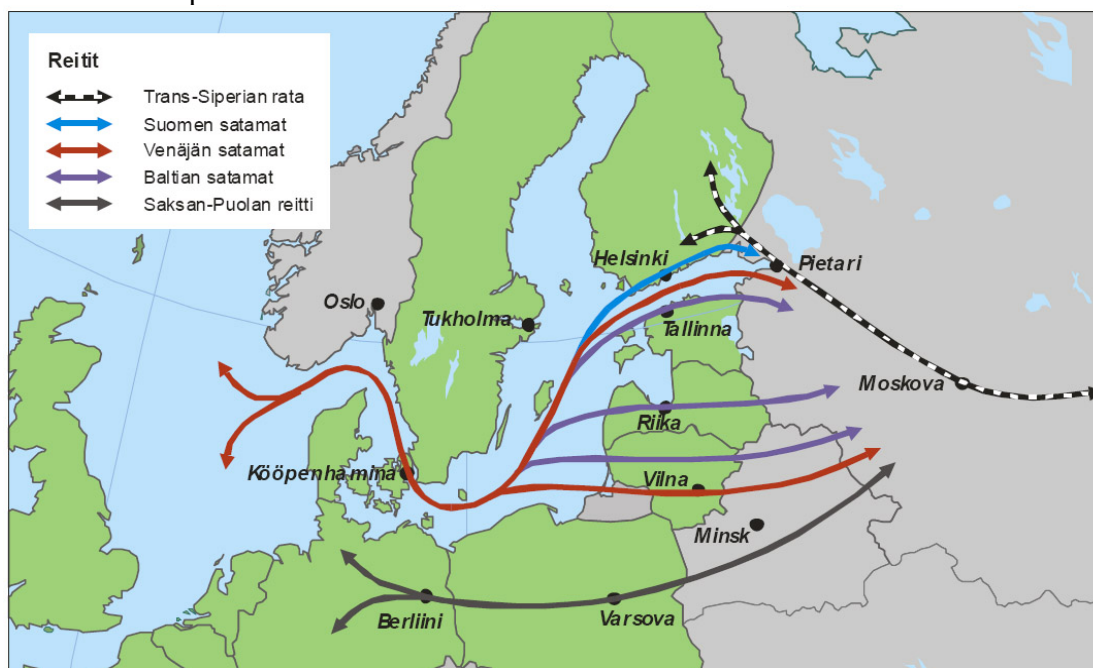 Reitit
Trans-Siperian rata
Suomen satamat
Venäjän satamat
Baltian satamat
Saksan-Puolan reitti
Helsinki
Pietari
Oslo
Tukholma
Tallinna
Moskova
Riika
Kööpenhamina
Vilna
Minsk
Berliini
Varsova